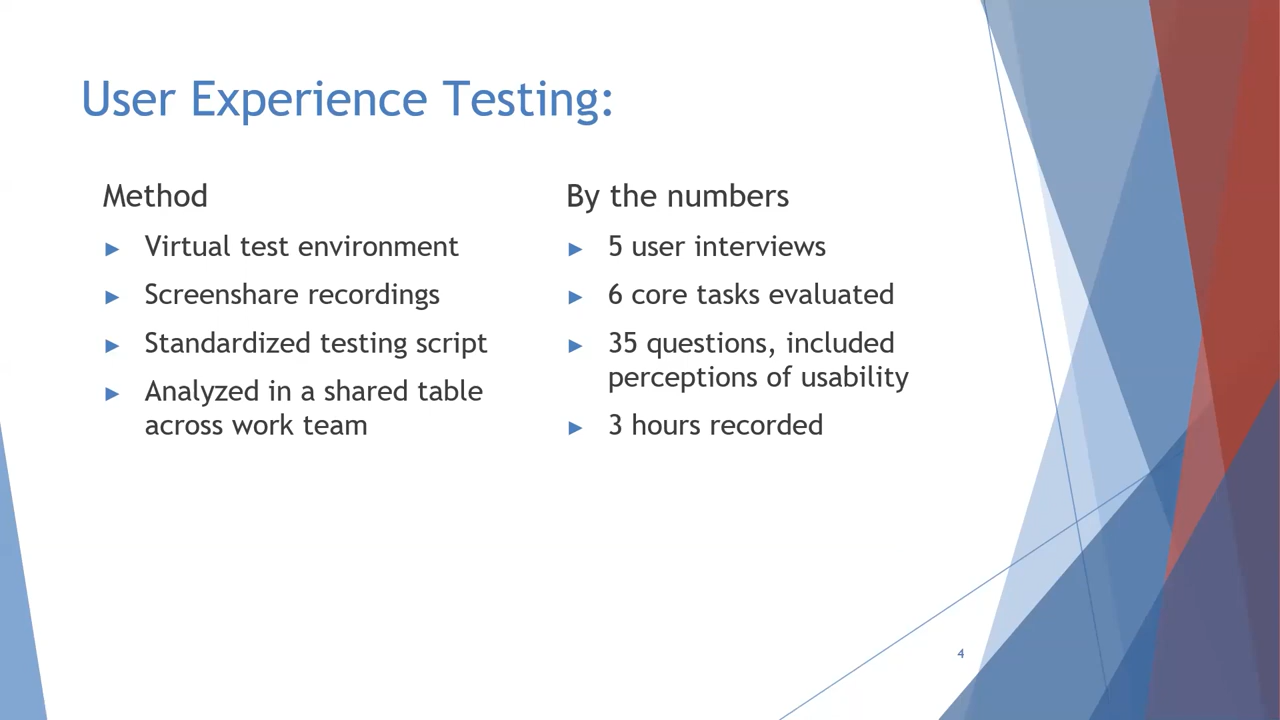 User Experience Testing:
Method
► Virtual test environment
► Screenshare recordings
► Standardized testing script
► Analyzed in a shared table
across work team
By the numbers
► 5 user interviews
► 6 core tasks evaluated
► 35 questions, included
perceptions of usability
► 3 hours recorded
4